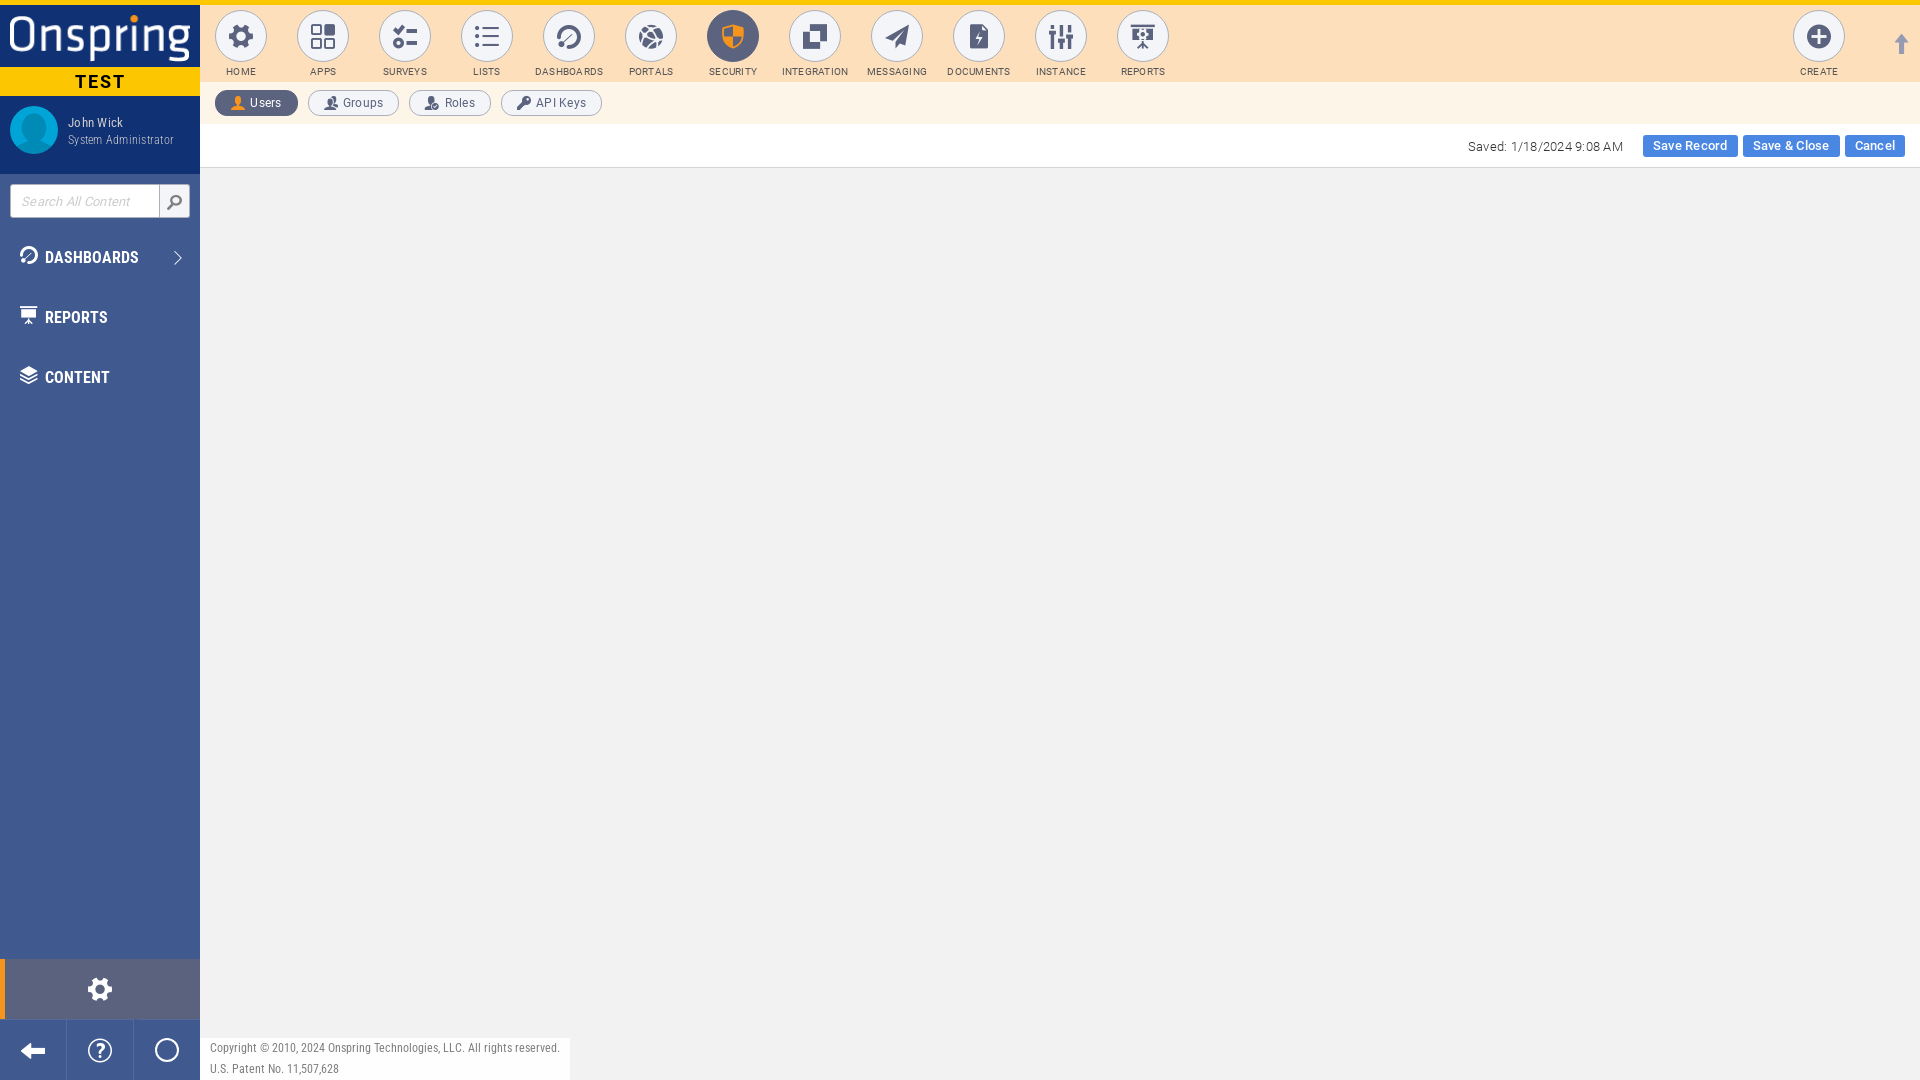 Onspring
TEST
John Wick
System Administrator
Search All Content
DASHBOARDS
REPORTS
CONTENT
HOME
APPS
SURVEYS
LISTS
DASHBOARDS
PORTALS
SECURITY
INTEGRATION
MESSAGING
DOCUMENTS
INSTANCE
REPORTS
CREATE
Users
Groups
Roles
API Keys
Saved: 1/18/2024 9:08 AM
Save Record
Save & Close
Cancel
Copyright © 2010, 2024 Onspring Technologies, LLC. All rights reserved.
U.S. Patent No. 11,507,628